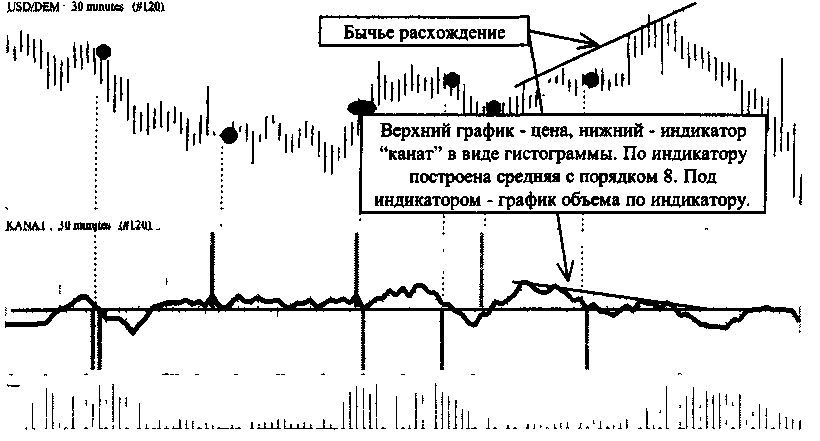 USD/DEM 30 minutes (#120)
Бычье расхождение
Верхний график - цена, нижний - индикатор
“канат” в виде гистограммы. По индикатору
построена средняя с порядком 8. Под
индикатором - график объема по индикатору.
KANAT 30 minutes (#120)